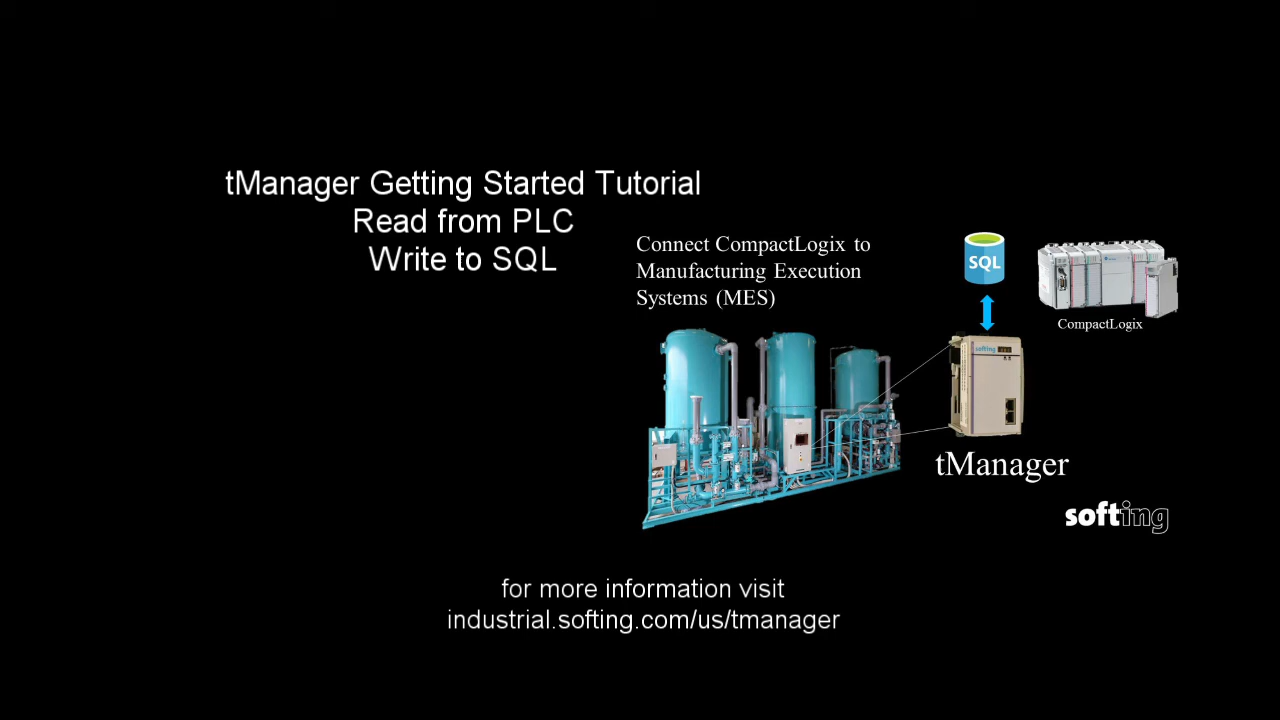 tManager Getting Started Tutorial
Read from PLC
Write to SQL
Connect CompactLogix to
Manufacturing Execution
Systems (MES)
SQL
CompactLogix
softing
tManager
softing
for more information visit
industrial.softing.com/us/tmanager